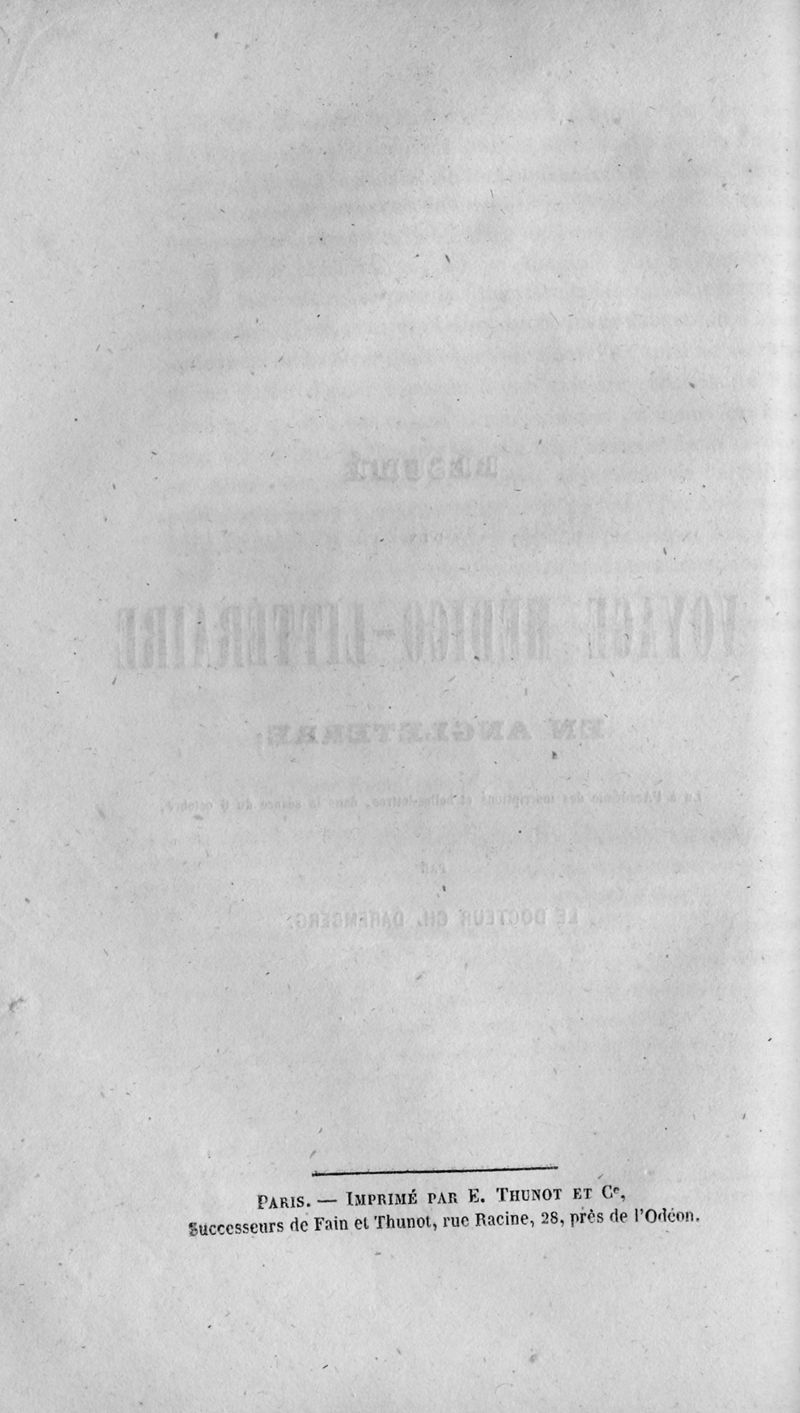 PARIS. — IMPRIMÉ PAR E. THUNOT ET Cᵉ,
Successeurs de Fain et Thunot, rue Racine, 28, près de l'Odéon.